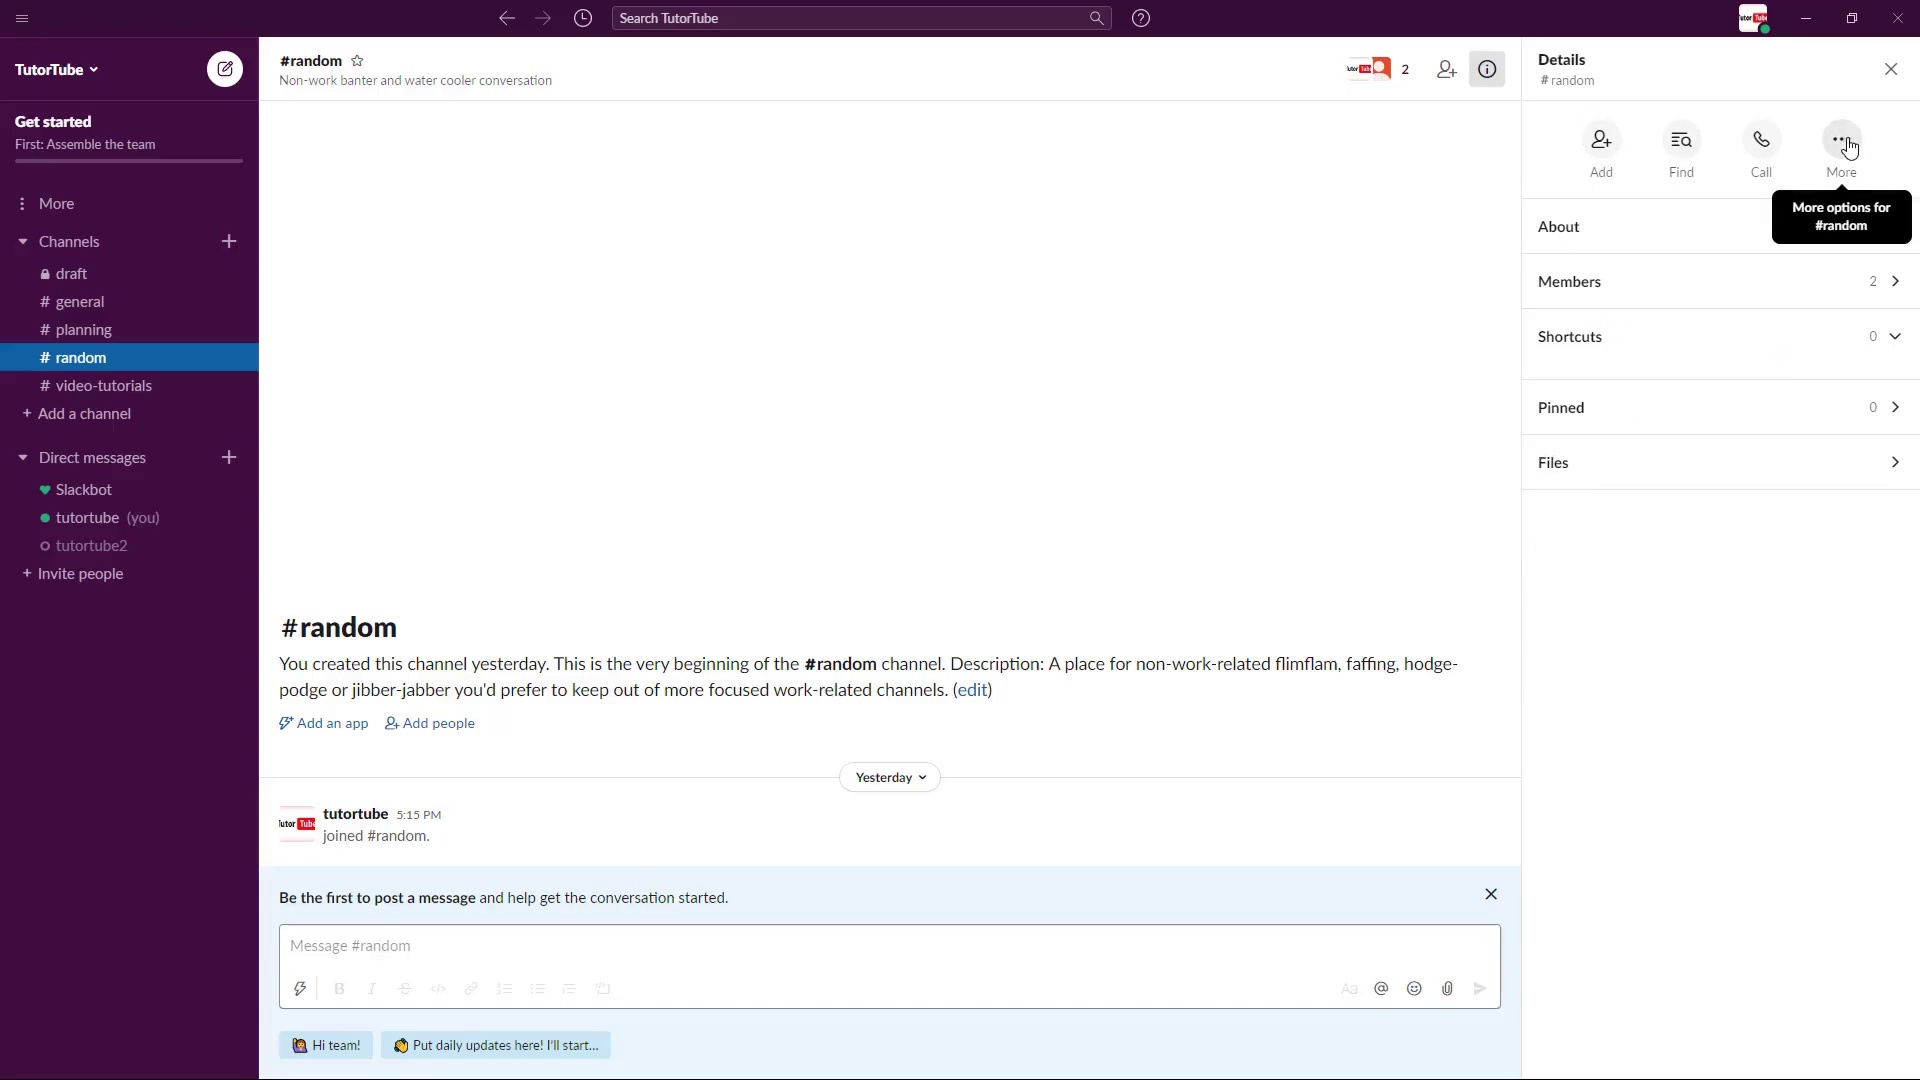 Search TutorTube
TutorTube
Get started
First: Assemble the team
More
Channels
draft
# general
# planning
# random
# video-tutorials
+ Add a channel
Direct messages
Slackbot
tutortube (you)
tutortube2
+ Invite people
#random
Non-work banter and water cooler conversation
2
#random
You created this channel yesterday. This is the very beginning of the #random channel. Description: A place for non-work-related flimflam, faffing, hodge-
podge or jibber-jabber you'd prefer to keep out of more focused work-related channels. (edit)
Add an app Add people
Yesterday
tutortube 5:15 PM
joined #random.
Be the first to post a message and help get the conversation started.
Message #random
B I S Aa @
Hi team! Put daily updates here! I'll start...
Details
# random
Add Find Call More
More options for
#random
About
Members 2
Shortcuts 0
Pinned 0
Files